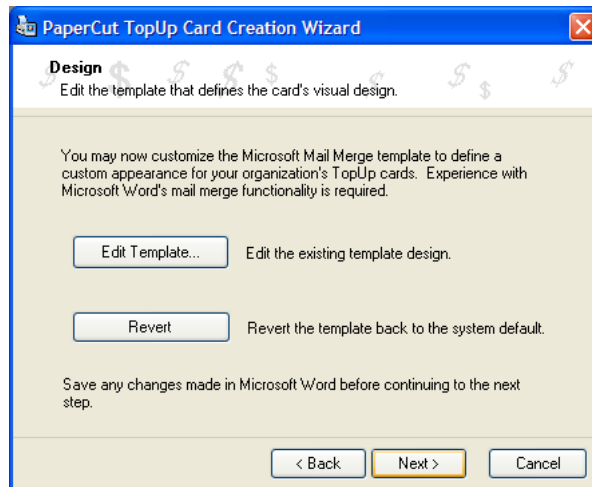 PaperCut TopUp Card Creation Wizard
Design
Edit the template that defines the card's visual design.
You may now customize the Microsoft Mail Merge template to define a
custom appearance for your organization's TopUp cards. Experience with
Microsoft Word's mail merge functionality is required.
Edit Template... Edit the existing template design.
Revert Revert the template back to the system default.
Save any changes made in Microsoft Word before continuing to the next
step.
< Back Next > Cancel